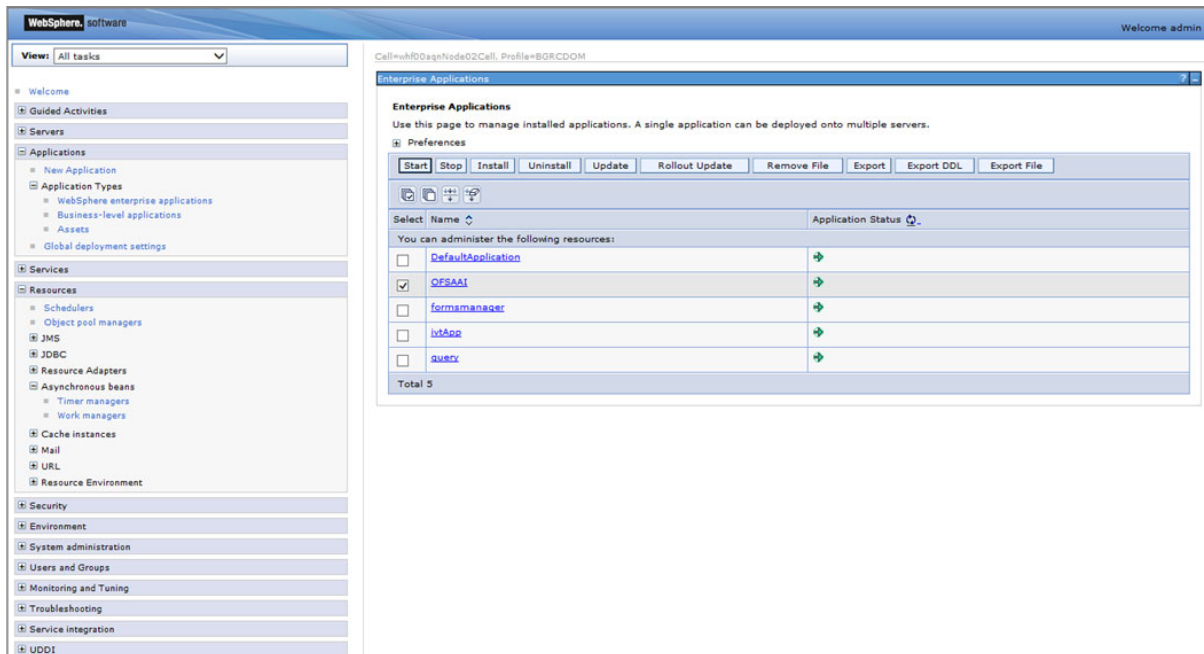 WebSphere. software
Welcome admin
View: All tasks
Welcome
Guided Activities
Servers
Applications
New Application
Application Types
WebSphere enterprise applications
Business-level applications
Assets
Global deployment settings
Services
Resources
Schedulers
Object pool managers
JMS
JDBC
Resource Adapters
Asynchronous beans
Timer managers
Work managers
Cache instances
Mail
URL
Resource Environment
Security
Environment
System administration
Users and Groups
Monitoring and Tuning
Troubleshooting
Service integration
UDDI
Cell=whf00aqnNode02Cell, Profile=BGRCDOM
Enterprise Applications ? -
Enterprise Applications
Use this page to manage installed applications. A single application can be deployed onto multiple servers.
Preferences
Start Stop Install Uninstall Update Rollout Update Remove File Export Export DDL Export File
Select Name Application Status
You can administer the following resources:
DefaultApplication
OFSAAI
formsmanager
ivtApp
query
Total 5